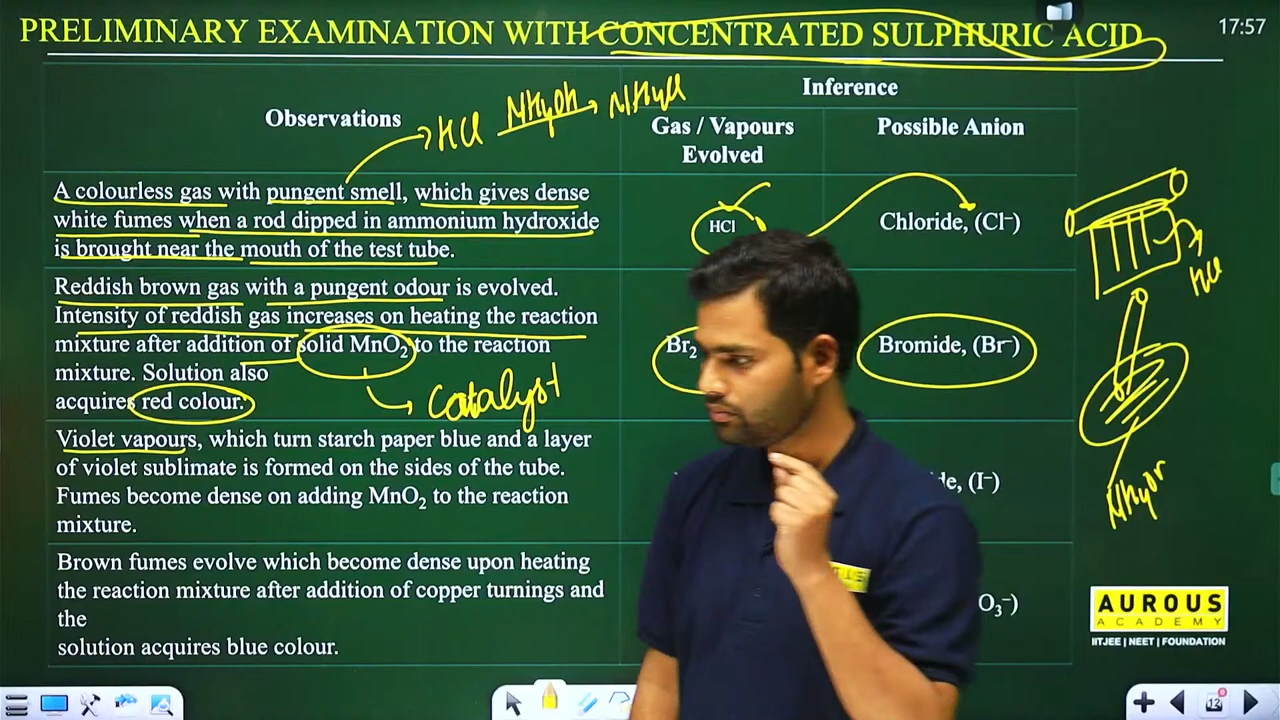 PRELIMINARY EXAMINATION WITH CONCENTRATED SULPHURIC ACID
17:57
Observations
Inference
Gas / Vapours Evolved
Possible Anion
HCl NH4OH NH4Cl
A colourless gas with pungent smell, which gives dense
white fumes when a rod dipped in ammonium hydroxide
is brought near the mouth of the test tube.
HCl
Chloride, (Cl⁻)
Reddish brown gas with a pungent odour is evolved.
Intensity of reddish gas increases on heating the reaction
mixture after addition of solid MnO₂ to the reaction
mixture. Solution also
acquires red colour.
Catalyst
Br₂
Bromide, (Br⁻)
Violet vapours, which turn starch paper blue and a layer
of violet sublimate is formed on the sides of the tube.
Fumes become dense on adding MnO₂ to the reaction
mixture.
de, (I⁻)
Brown fumes evolve which become dense upon heating
the reaction mixture after addition of copper turnings and
the
solution acquires blue colour.
O₃⁻)
HCl
NH4OH
AUROUS
ACADEMY
IITJEE | NEET | FOUNDATION
12